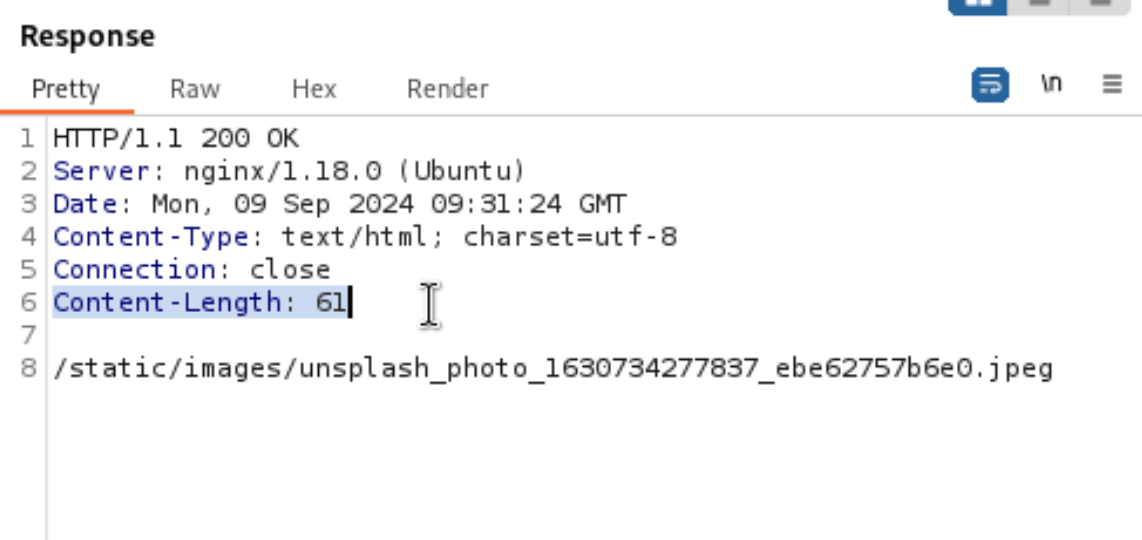 Response
Pretty Raw Hex Render \n
1 HTTP/1.1 200 OK
2 Server: nginx/1.18.0 (Ubuntu)
3 Date: Mon, 09 Sep 2024 09:31:24 GMT
4 Content-Type: text/html; charset=utf-8
5 Connection: close
6 Content-Length: 61
7
8 /static/images/unsplash_photo_1630734277837_ebe62757b6e0.jpeg